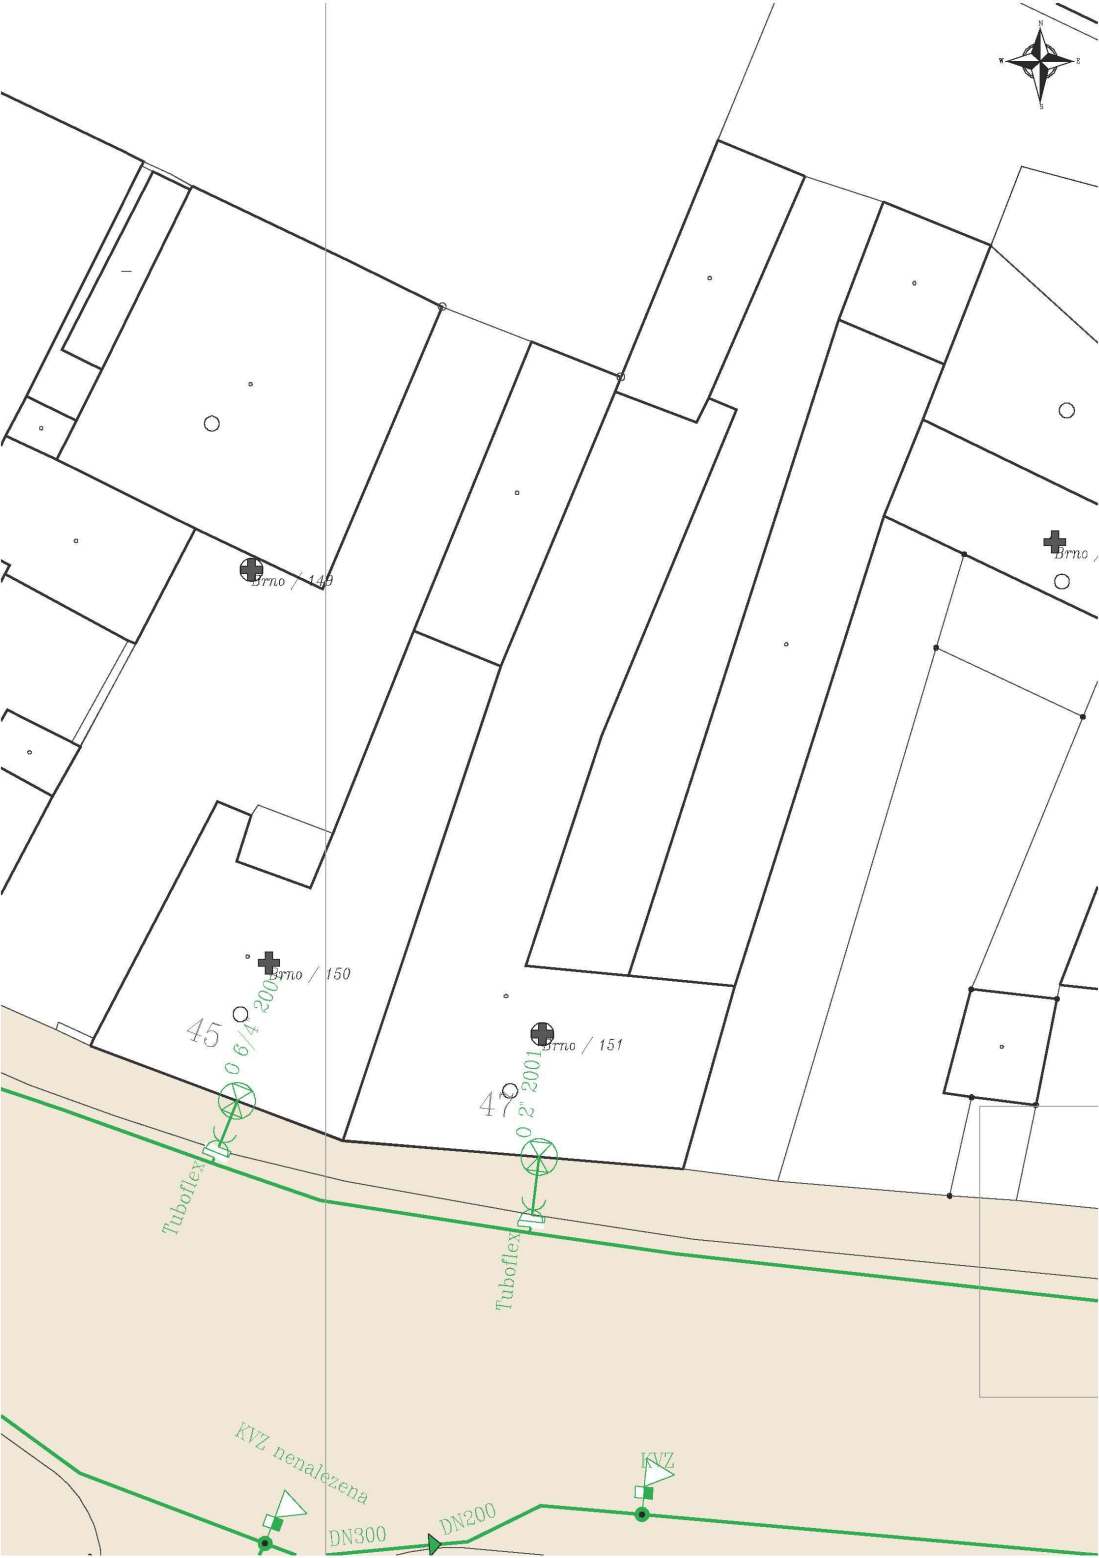 N
W
E
S
Brno / 149
Brno /
Brno / 150
0 6/4" 200
45
Brno / 151
0 2" 2001
47
Tuboflex
Tuboflex
KVZ nenalezena
KVZ
DN200
DN300